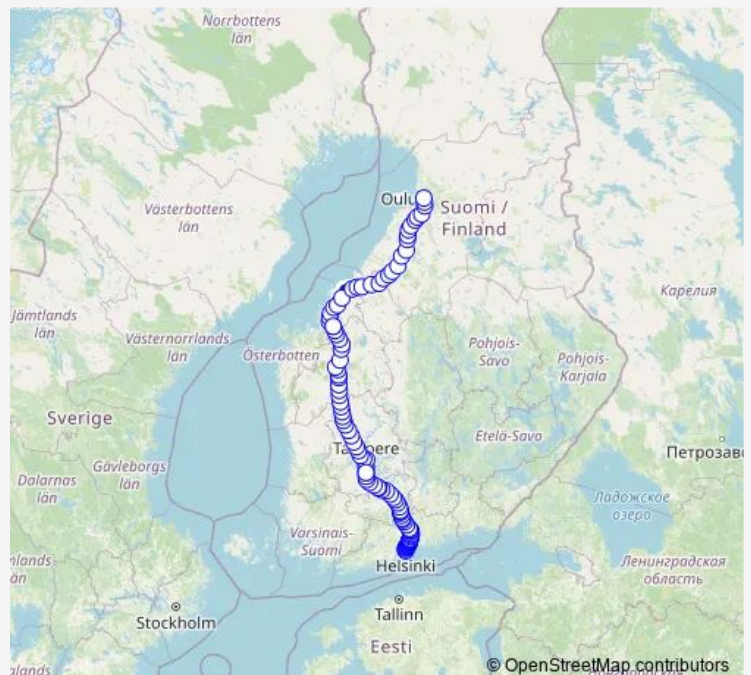 Norrbottens
län
Oulu
Suomi /
Finland
Västerbottens
län
Карелия
Jämtlands
län
Västernorrlands
län
Österbotten
Pohjois-
Savo
Pohjois-
Karjala
Sverige
Etelä-Savo
Петрозаво
Dalarnas
län
Gävleborgs
län
Ладожское
озеро
Varsinais-
Suomi
Helsinki
Ленинградская
область
Stockholm
Tallinn
Eesti
© OpenStreetMap contributors